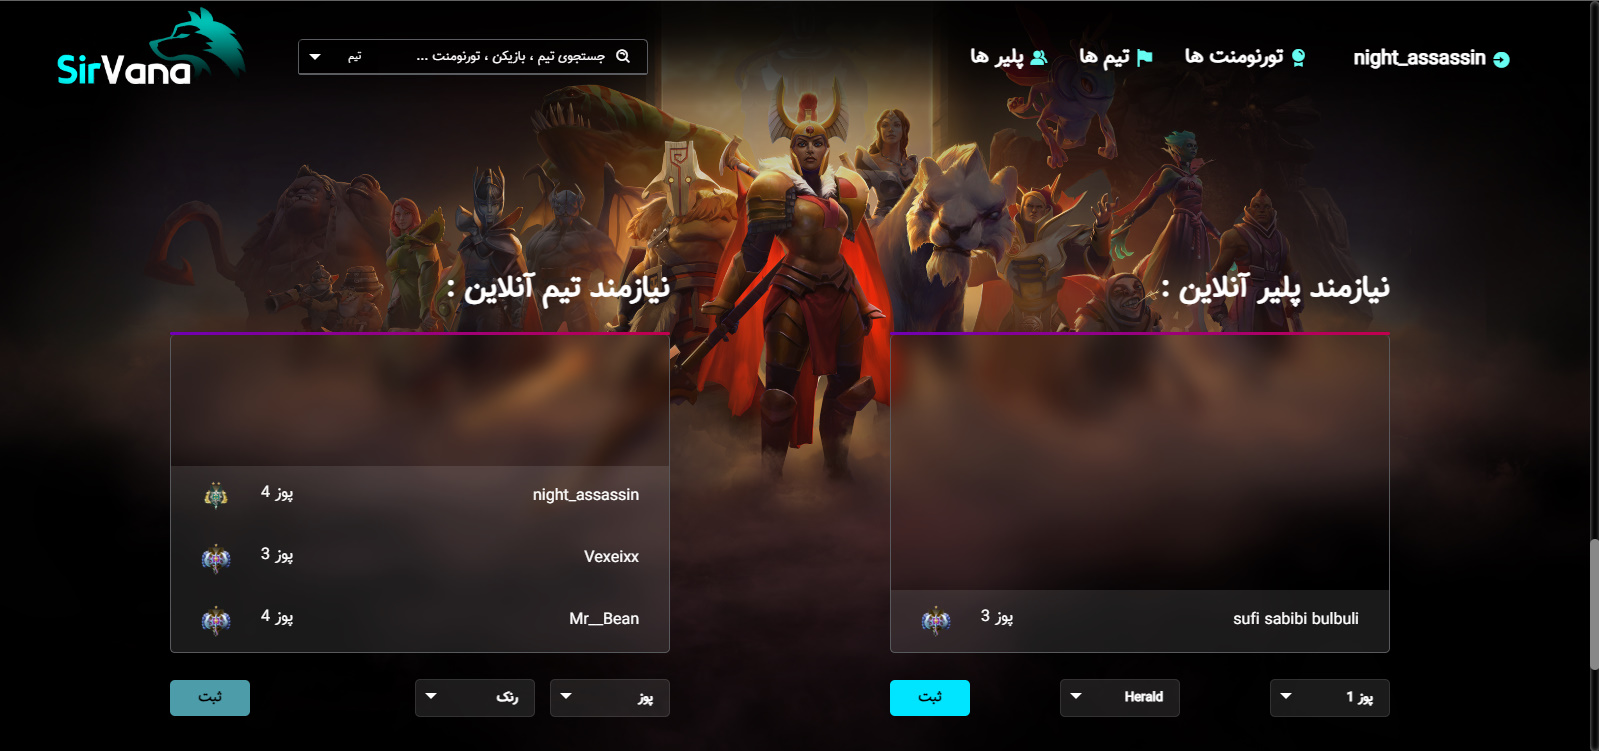 SirVana
جستجوی تیم ، بازیکن ، تورنومنت ...
تیم
night_assassin
تورنومنت ها
تیم ها
پلیر ها
نیازمند پلیر آنلاین :
sufi sabibi bulbuli
پوز 3
پوز 1
Herald
ثبت
نیازمند تیم آنلاین :
night_assassin
پوز 4
Vexeixx
پوز 3
Mr__Bean
پوز 4
پوز
رنک
ثبت